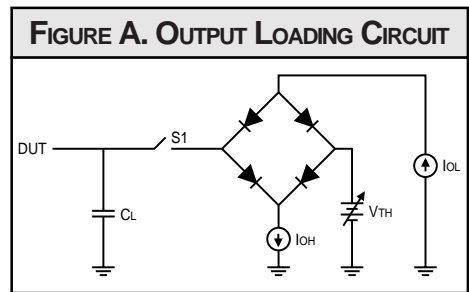 FIGURE A. OUTPUT LOADING CIRCUIT
S1
DUT
IOL
CL
VTH
IOH